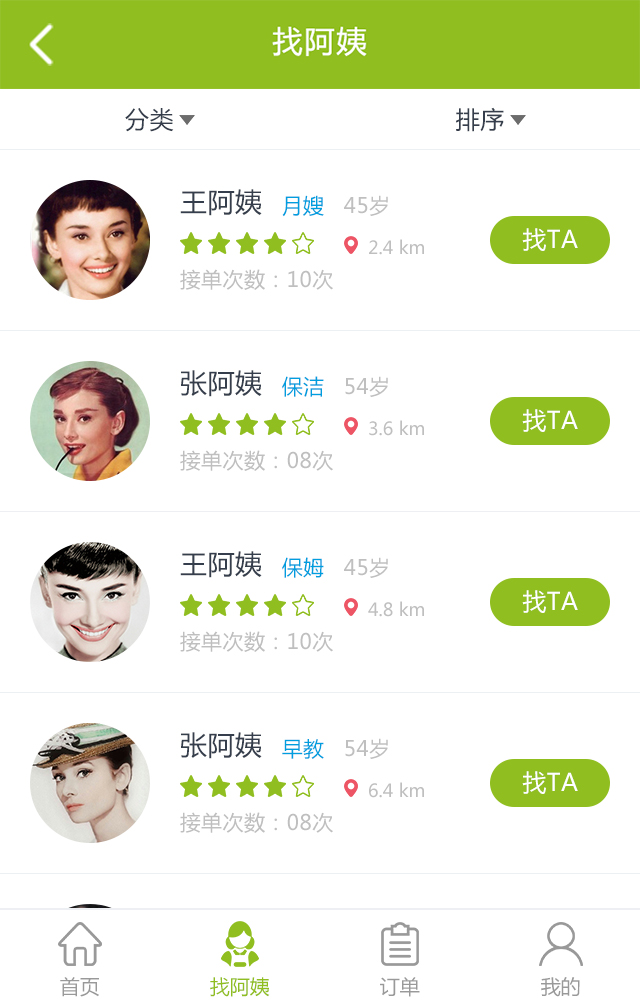 找阿姨
分类 排序
王阿姨 月嫂 45岁
2.4 km
找TA
接单次数：10次
张阿姨 保洁 54岁
3.6 km
找TA
接单次数：08次
王阿姨 保姆 45岁
4.8 km
找TA
接单次数：10次
张阿姨 早教 54岁
6.4 km
找TA
接单次数：08次
首页 找阿姨 订单 我的